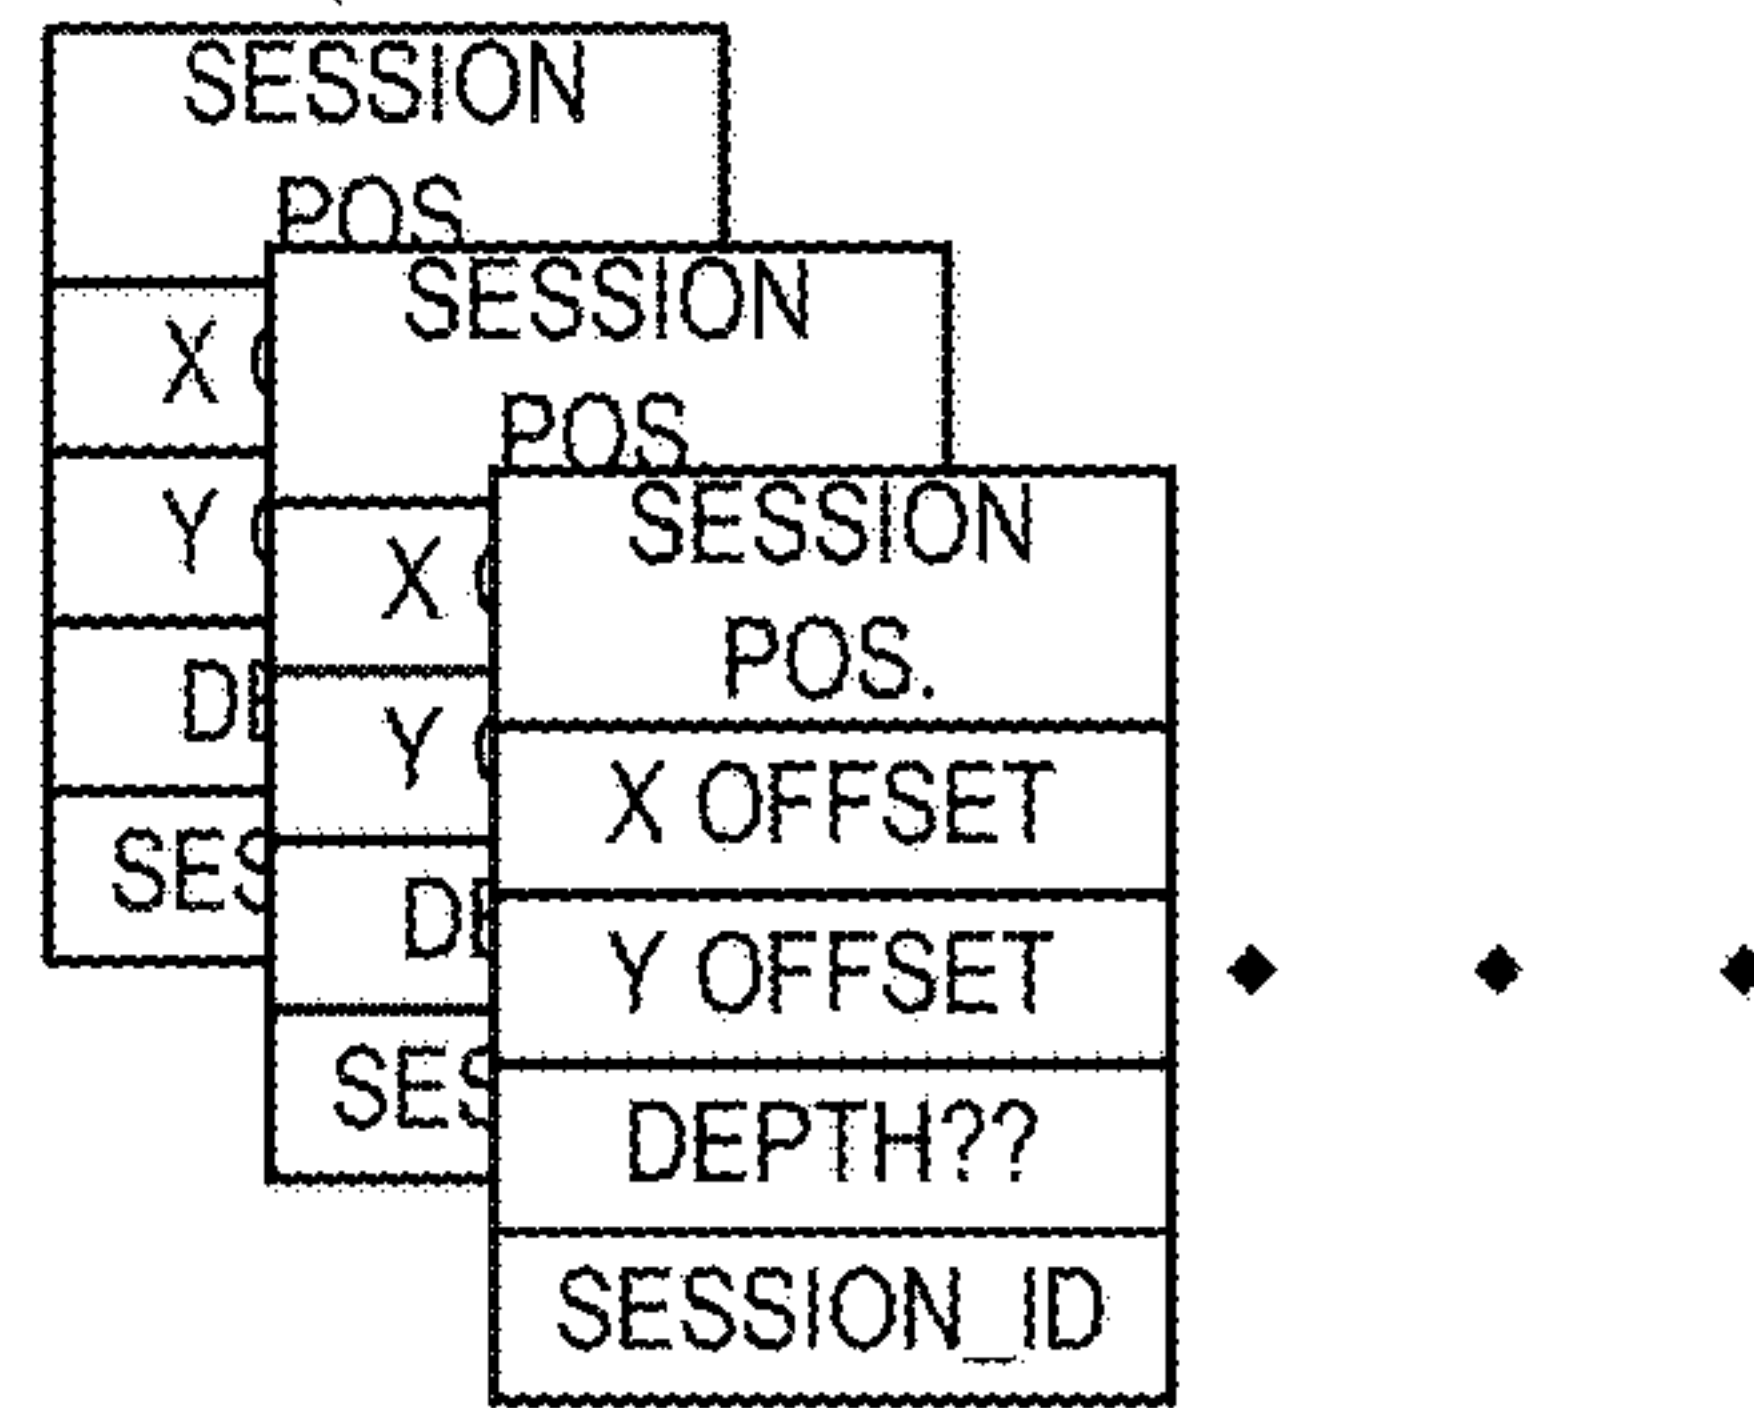 SESSION
POS.
X
Y
SESSION
POS.
X
Y
SESSION
POS.
X OFFSET
Y OFFSET
DEPTH??
SESSION_ID